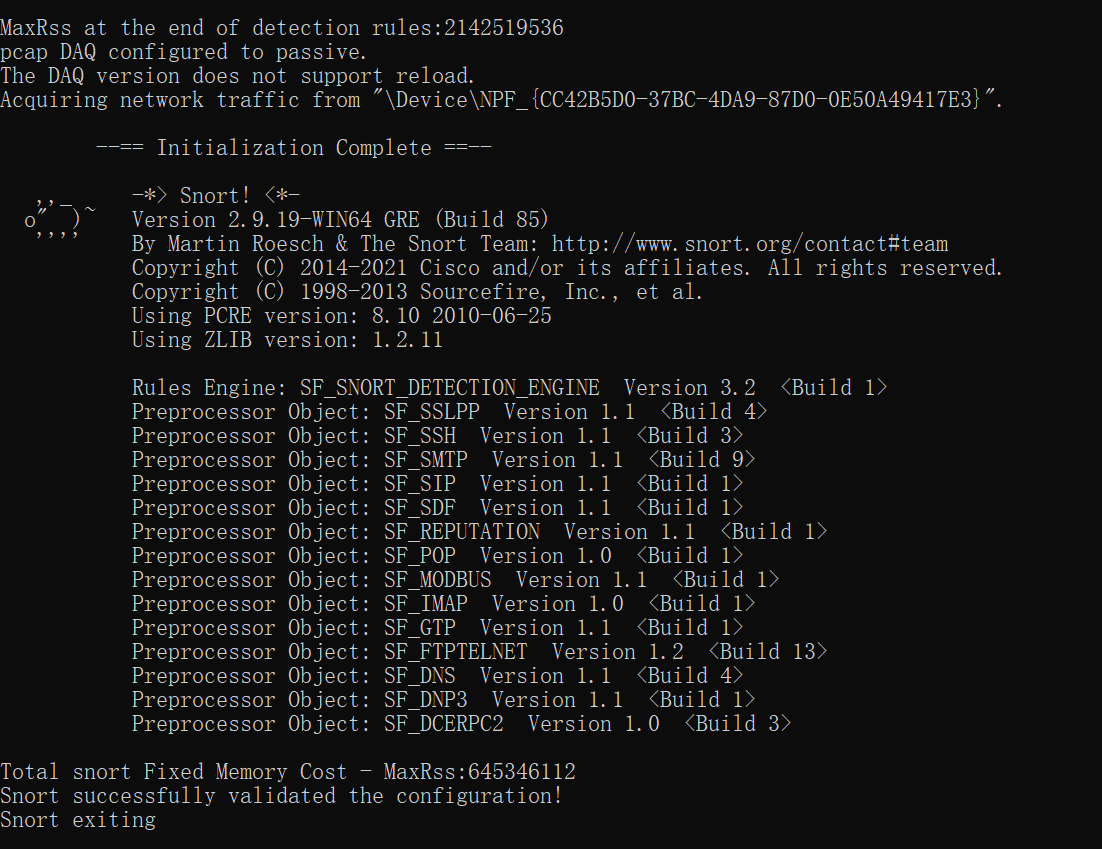 MaxRss at the end of detection rules:2142519536
pcap DAQ configured to passive.
The DAQ version does not support reload.
Acquiring network traffic from "\Device\NPF_{CC42B5D0-37BC-4DA9-87D0-0E50A49417E3}".
--== Initialization Complete ==--
,,_     -*> Snort! <*-
o"  )~   Version 2.9.19-WIN64 GRE (Build 85)
''''    By Martin Roesch & The Snort Team: http://www.snort.org/contact#team
Copyright (C) 2014-2021 Cisco and/or its affiliates. All rights reserved.
Copyright (C) 1998-2013 Sourcefire, Inc., et al.
Using PCRE version: 8.10 2010-06-25
Using ZLIB version: 1.2.11
Rules Engine: SF_SNORT_DETECTION_ENGINE  Version 3.2  <Build 1>
Preprocessor Object: SF_SSLPP  Version 1.1  <Build 4>
Preprocessor Object: SF_SSH  Version 1.1  <Build 3>
Preprocessor Object: SF_SMTP  Version 1.1  <Build 9>
Preprocessor Object: SF_SIP  Version 1.1  <Build 1>
Preprocessor Object: SF_SDF  Version 1.1  <Build 1>
Preprocessor Object: SF_REPUTATION  Version 1.1  <Build 1>
Preprocessor Object: SF_POP  Version 1.0  <Build 1>
Preprocessor Object: SF_MODBUS  Version 1.1  <Build 1>
Preprocessor Object: SF_IMAP  Version 1.0  <Build 1>
Preprocessor Object: SF_GTP  Version 1.1  <Build 1>
Preprocessor Object: SF_FTPTELNET  Version 1.2  <Build 13>
Preprocessor Object: SF_DNS  Version 1.1  <Build 4>
Preprocessor Object: SF_DNP3  Version 1.1  <Build 1>
Preprocessor Object: SF_DCERPC2  Version 1.0  <Build 3>
Total snort Fixed Memory Cost - MaxRss:645346112
Snort successfully validated the configuration!
Snort exiting